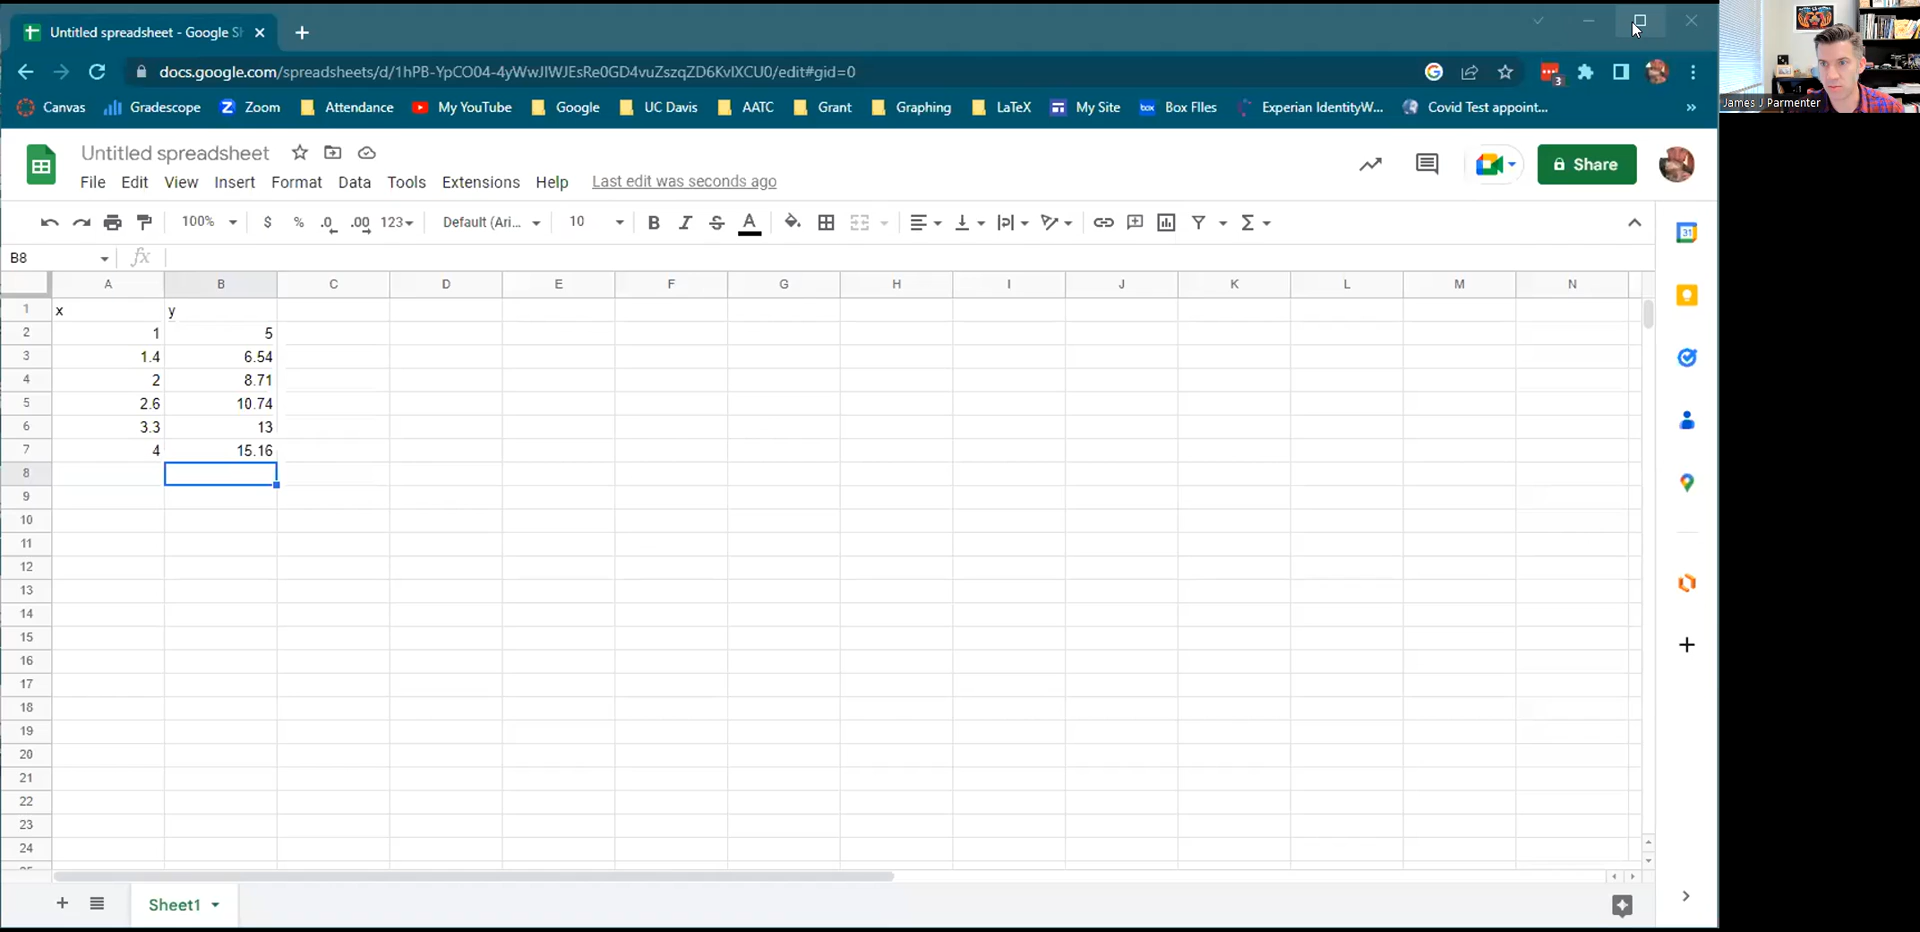 Untitled spreadsheet - Google Sh
docs.google.com/spreadsheets/d/1hPB-YpCO04-4yWwJlWJEsRe0GD4vuZszqZD6KvlXCU0/edit#gid=0
3
Canvas Gradescope Zoom Attendance My YouTube Google UC Davis AATC Grant Graphing LaTeX My Site Box FIles Experian IdentityW... Covid Test appoint... »
James J Parmenter
Untitled spreadsheet
Share
File Edit View Insert Format Data Tools Extensions Help Last edit was seconds ago
100% $ % .0 .00 123 Default (Ari... 10 B I S A Σ
31
B8 fx
A B C D E F G H I J K L M N
1 x y
2 1 5
3 1.4 6.54
4 2 8.71
5 2.6 10.74
6 3.3 13
7 4 15.16
8
9
10
11
12
13
14
15
16
17
18
19
20
21
22
23
24
Sheet1